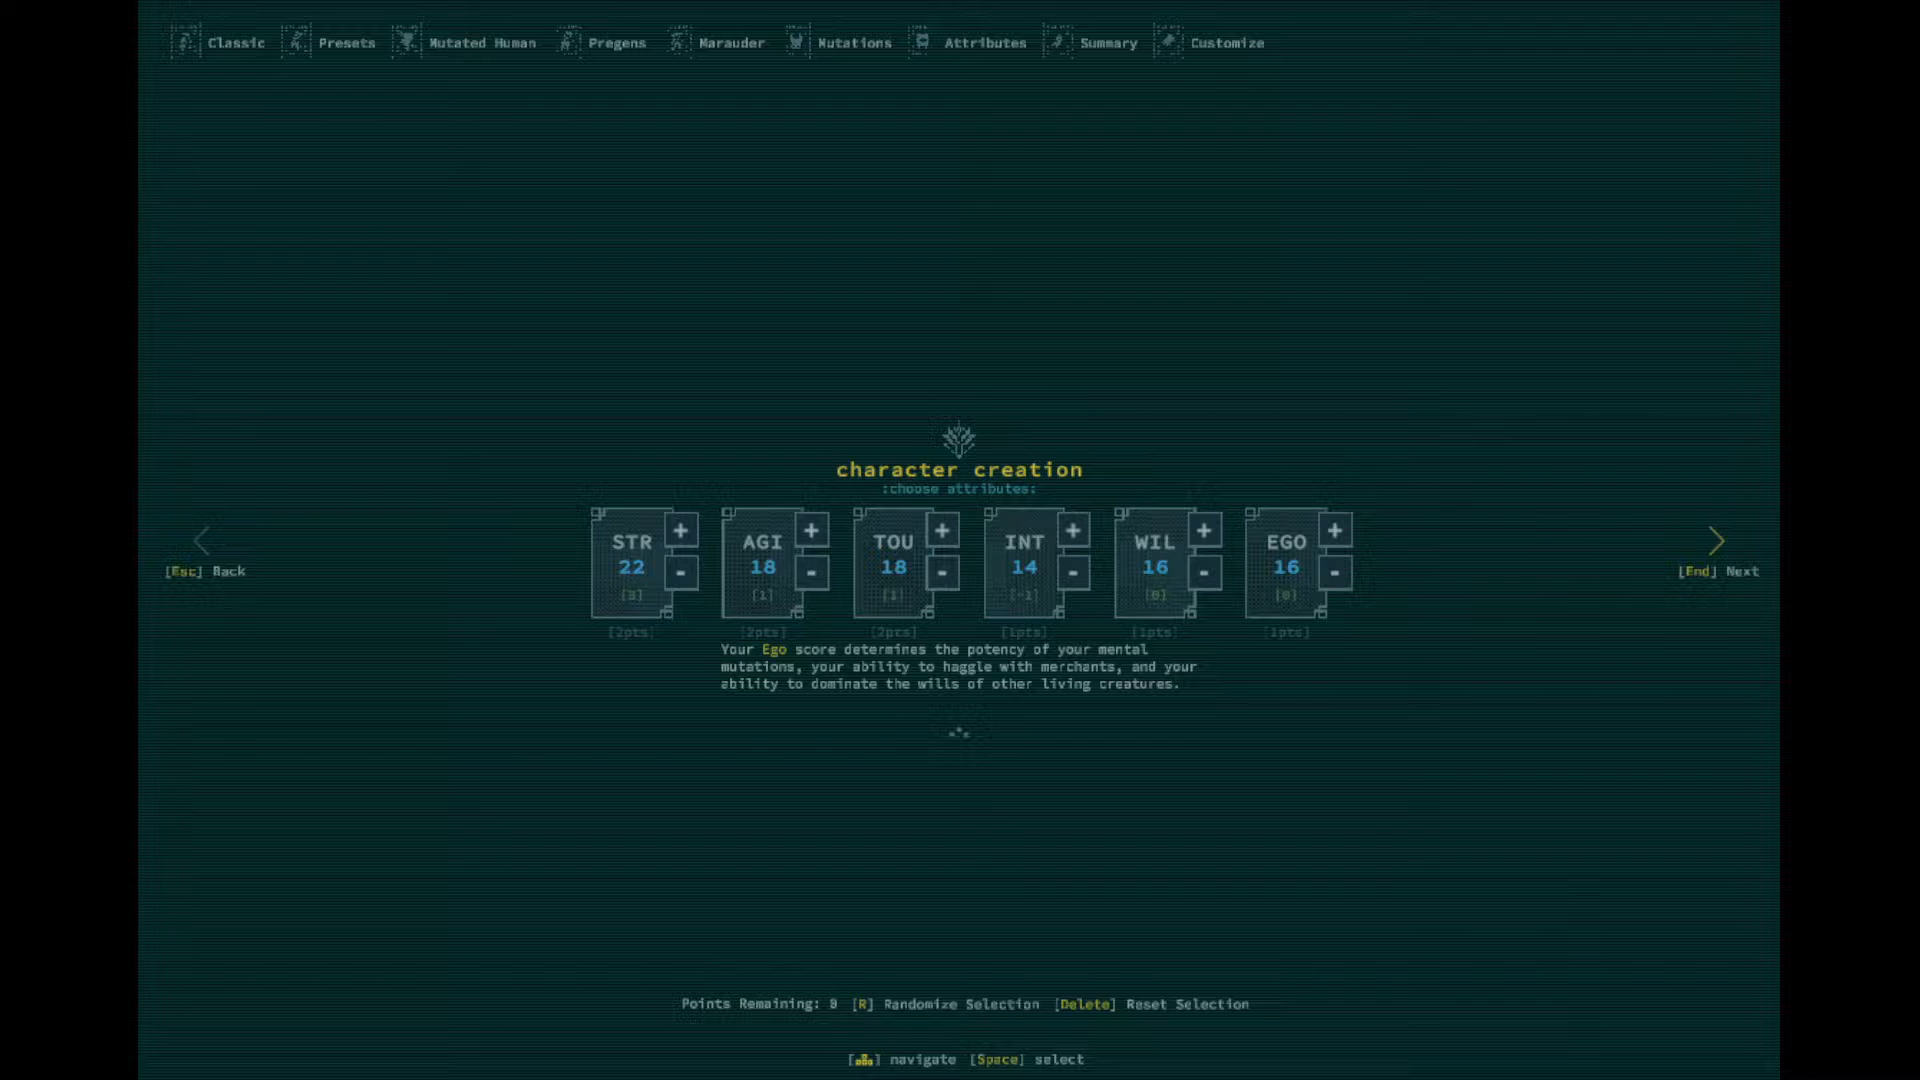 Classic Presets Mutated Human Pregens Marauder Mutations Attributes Summary Customize
character creation
:choose attributes:
STR AGI TOU INT WIL EGO
+ + + + + +
22 18 18 14 16 16
- - - - - -
[3] [1] [1] [-1] [0] [0]
[2pts] [2pts] [2pts] [1pts] [1pts] [1pts]
[Esc] Back
[End] Next
Your Ego score determines the potency of your mental
mutations, your ability to haggle with merchants, and your
ability to dominate the wills of other living creatures.
Points Remaining: 0 [R] Randomize Selection [Delete] Reset Selection
navigate [Space] select